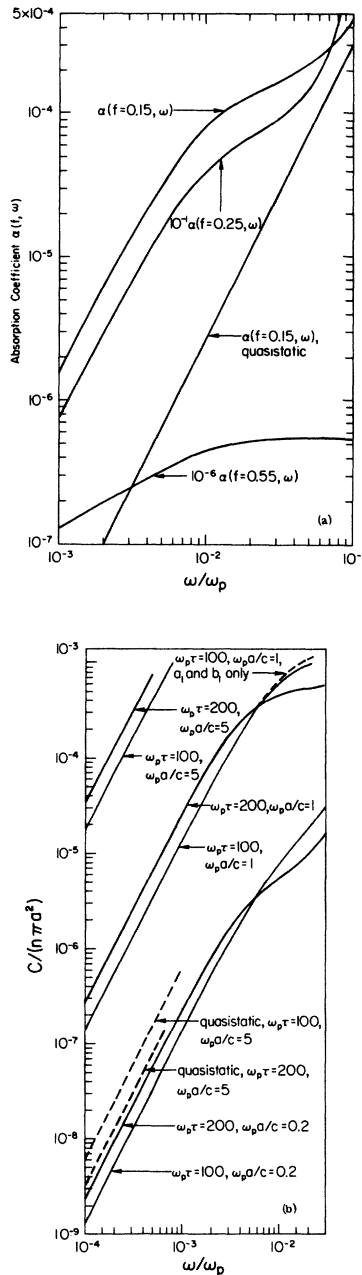 5×10⁻⁴
10⁻⁴
α(f=0.15, ω)
10⁻¹α(f=0.25, ω)
Absorption Coefficient α(f, ω)
10⁻⁵
α(f=0.15, ω),
quasistatic
10⁻⁶
10⁻⁶ α(f=0.55, ω)
(a)
10⁻⁷
10⁻³
10⁻²
10⁻
ω/ωₚ
10⁻³
ωₚτ=100, ωₚa/c=1,
a₁ and b₁ only
ωₚτ=200,
ωₚa/c=5
10⁻⁴
ωₚτ=100,
ωₚa/c=5
ωₚτ=200,ωₚa/c=1
10⁻⁵
ωₚτ=100,
ωₚa/c=1
C/(nπa²)
10⁻⁶
10⁻⁷
quasistatic, ωₚτ=100,
ωₚa/c=5
quasistatic, ωₚτ=200,
ωₚa/c=5
10⁻⁸
ωₚτ=200, ωₚa/c=0.2
ωₚτ=100, ωₚa/c=0.2
(b)
10⁻⁹
10⁻⁴
10⁻³
10⁻²
ω/ωₚ